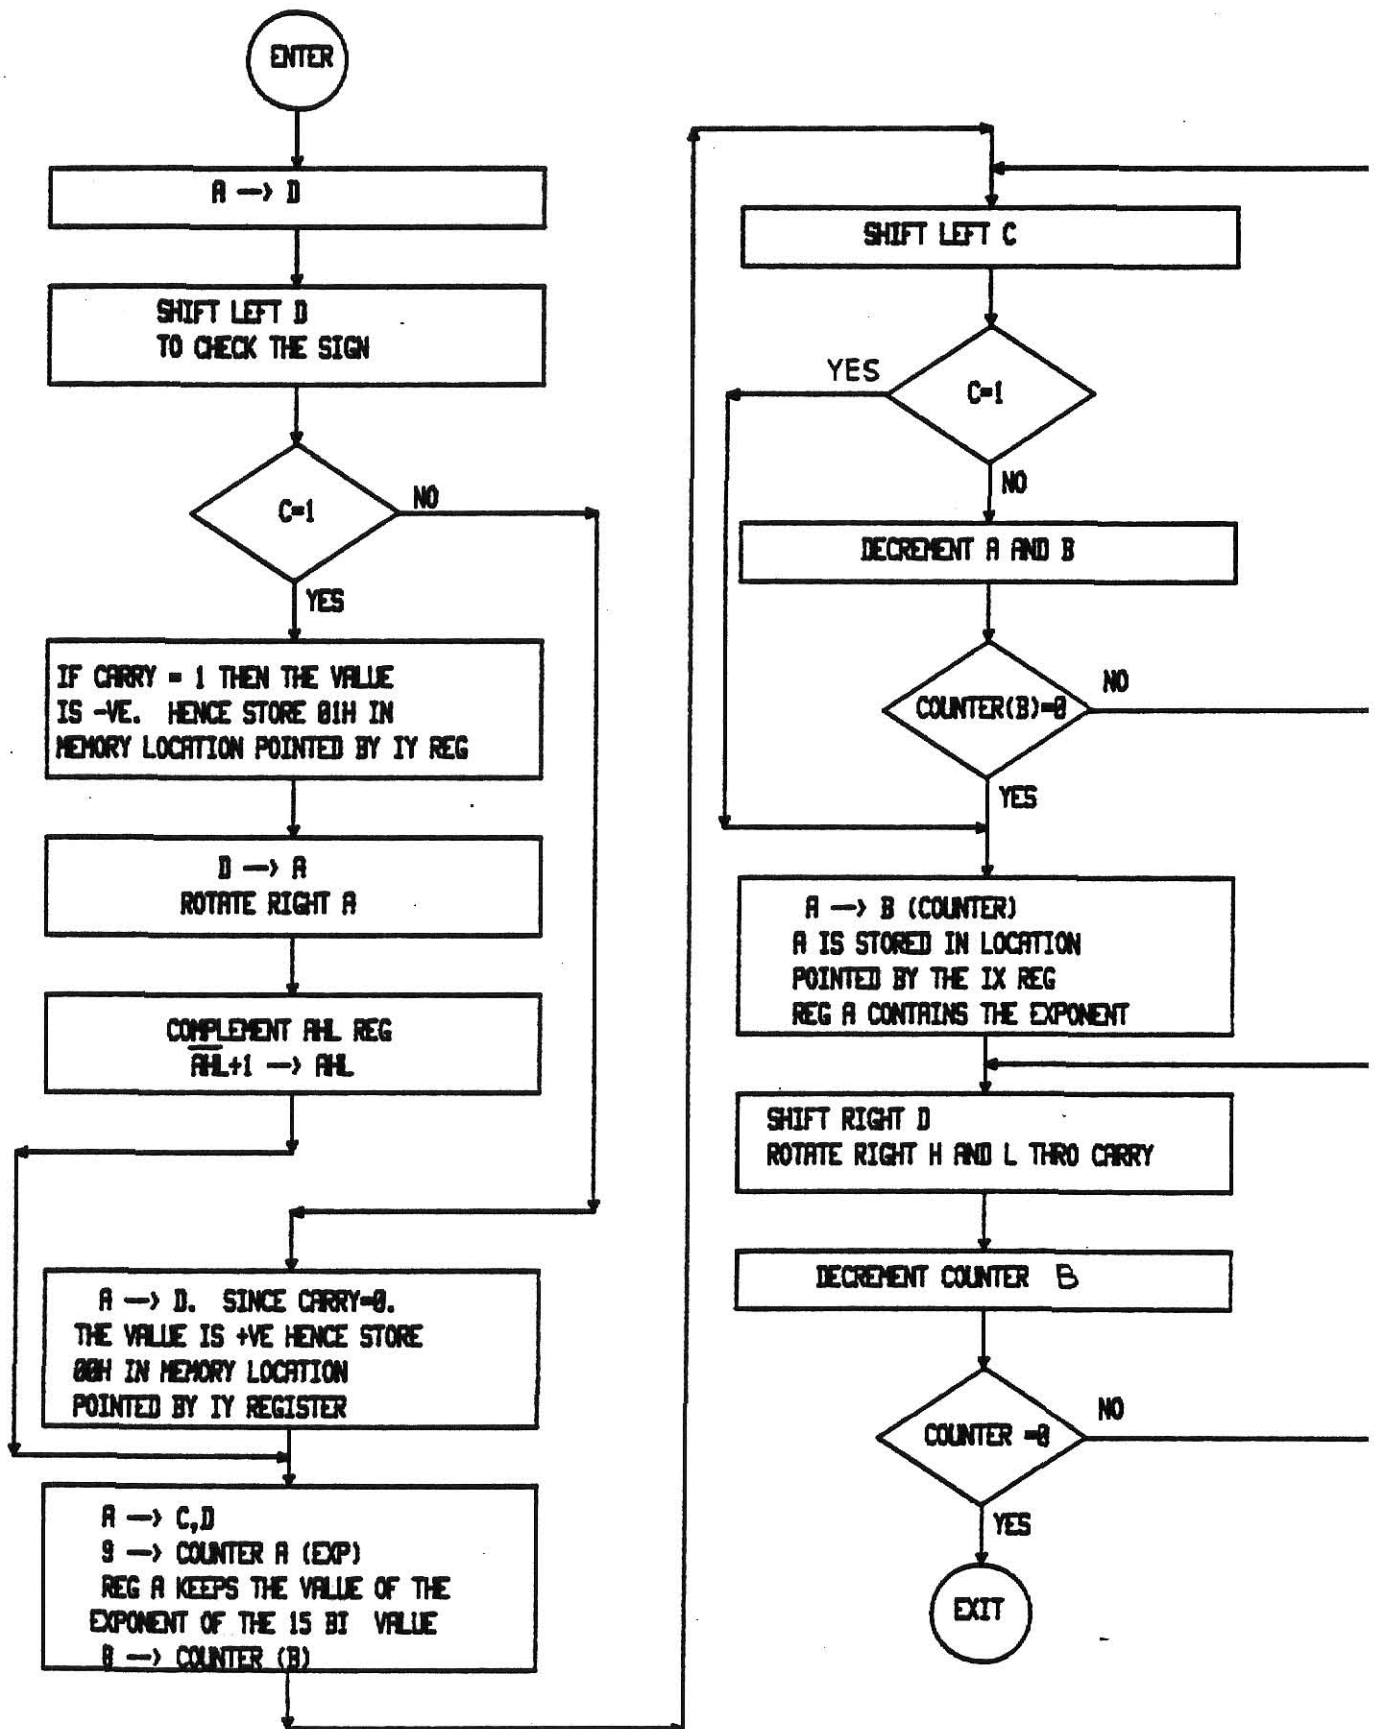 ENTER
A —> D
SHIFT LEFT D
TO CHECK THE SIGN
C=1
NO
YES
IF CARRY = 1 THEN THE VALUE
IS -VE. HENCE STORE 01H IN
MEMORY LOCATION POINTED BY IY REG
D —> A
ROTATE RIGHT A
COMPLEMENT AHL REG
A̅H̅L̅+1 —> AHL
A —> D. SINCE CARRY=0.
THE VALUE IS +VE HENCE STORE
00H IN MEMORY LOCATION
POINTED BY IY REGISTER
A —> C,D
9 —> COUNTER A (EXP)
REG A KEEPS THE VALUE OF THE
EXPONENT OF THE 15 BI VALUE
8 —> COUNTER (B)
SHIFT LEFT C
YES
C=1
NO
DECREMENT A AND B
NO
COUNTER(B)=0
YES
A —> B (COUNTER)
A IS STORED IN LOCATION
POINTED BY THE IX REG
REG A CONTAINS THE EXPONENT
SHIFT RIGHT D
ROTATE RIGHT H AND L THRO CARRY
DECREMENT COUNTER B
NO
COUNTER =0
YES
EXIT